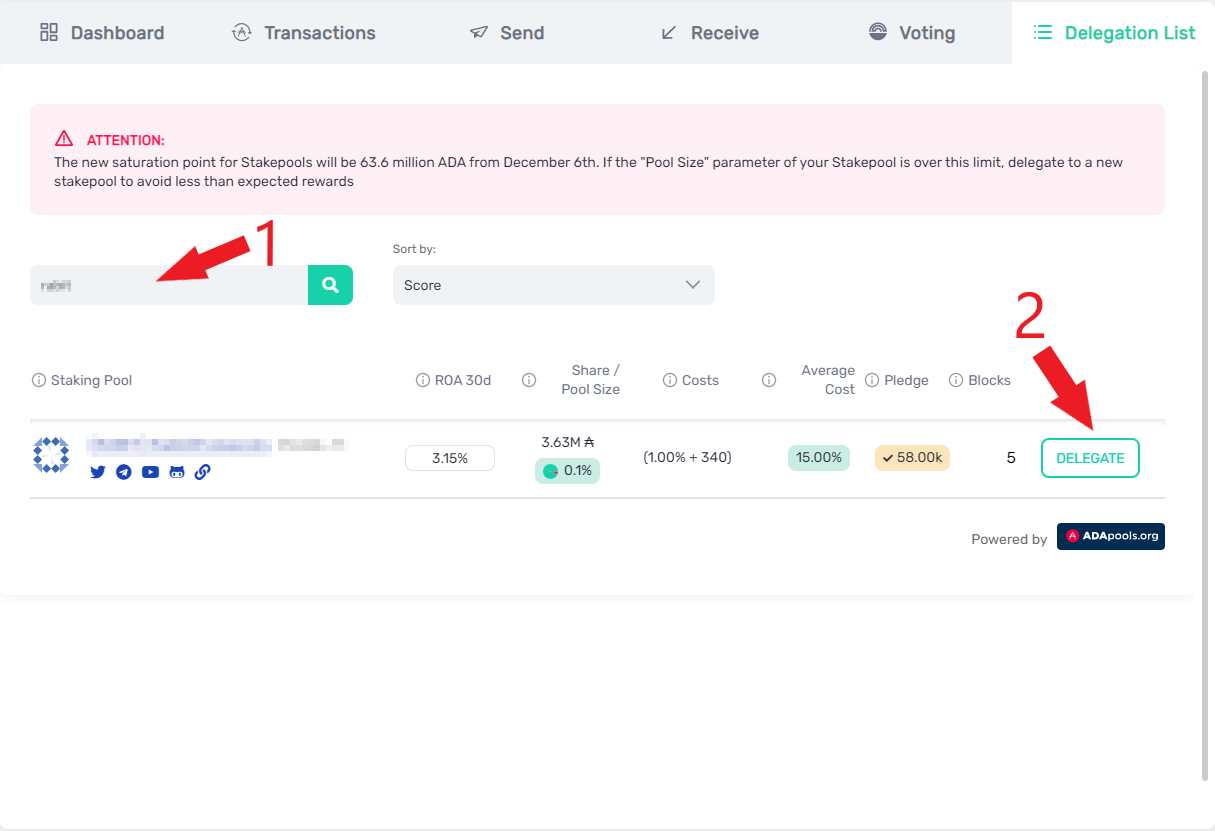 Dashboard
Transactions
Send
Receive
Voting
Delegation List
ATTENTION:
The new saturation point for Stakepools will be 63.6 million ADA from December 6th. If the "Pool Size" parameter of your Stakepool is over this limit, delegate to a new
stakepool to avoid less than expected rewards
1
Sort by:
Score
2
Staking Pool
ROA 30d
Share /
Pool Size
Costs
Average
Cost
Pledge
Blocks
3.15%
3.63M ₳
0.1%
(1.00% + 340)
15.00%
58.00k
5
DELEGATE
Powered by
ADApools.org